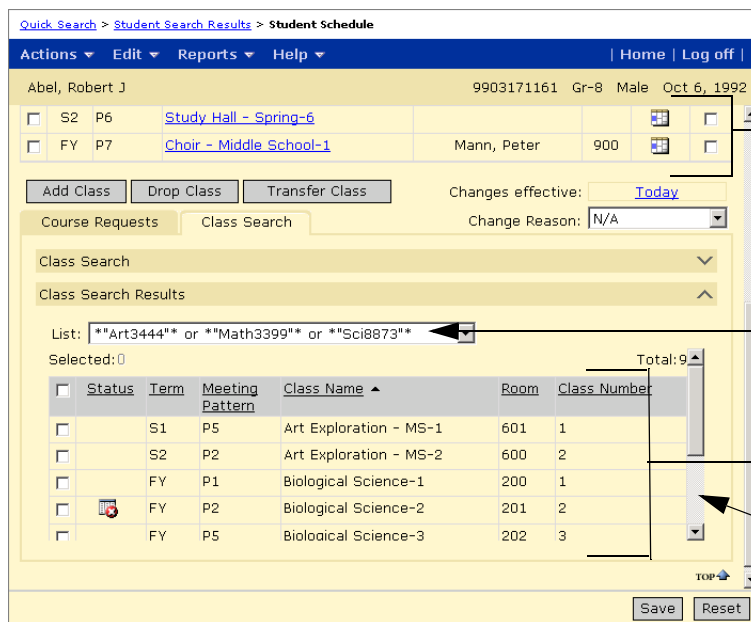 Quick Search > Student Search Results > Student Schedule
Actions Edit Reports Help | Home | Log off |
Abel, Robert J 9903171161 Gr-8 Male Oct 6, 1992
S2 P6 Study Hall - Spring-6
FY P7 Choir - Middle School-1 Mann, Peter 900
Add Class Drop Class Transfer Class Changes effective: Today
Course Requests Class Search Change Reason: N/A
Class Search
Class Search Results
List: *"Art3444"* or *"Math3399"* or *"Sci8873"*
Selected: 0 Total: 9
Status Term Meeting Pattern Class Name Room Class Number
S1 P5 Art Exploration - MS-1 601 1
S2 P2 Art Exploration - MS-2 600 2
FY P1 Biological Science-1 200 1
FY P2 Biological Science-2 201 2
FY P5 Biological Science-3 202 3
TOP
Save Reset